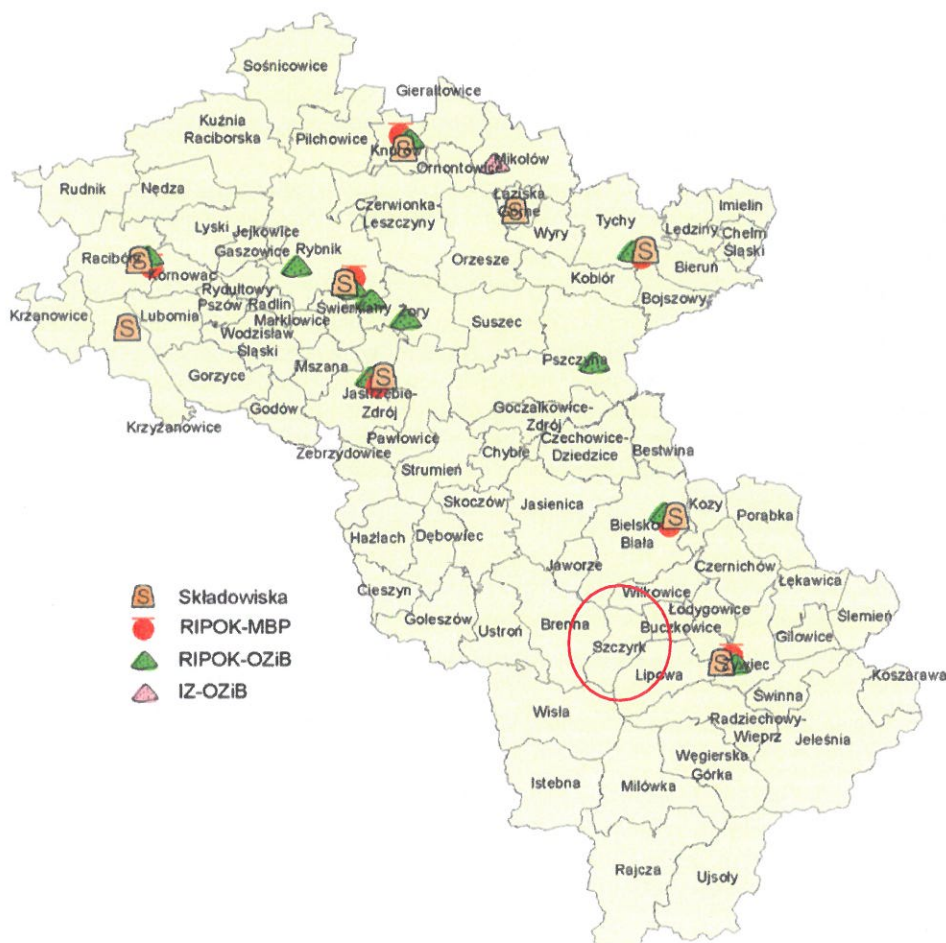 Sośnicowice
Gierałtowice
Kuźnia
Raciborska
Pilchowice
Knurów
Ornontowice
Mikołów
Rudnik
Nędza
Czerwionka-
Leszczyny
Łaziska
Górne
Wyry
Tychy
Imielin
Lędziny
Chełm
Śląski
Lyski
Jejkowice
Gaszowice
Rybnik
Orzesze
Kobiór
Bieruń
Bojszowy
Racibórz
Kornowac
Rydułtowy
Pszów
Radlin
Marklowice
Świerklany
Żory
Suszec
Krzanowice
Lubomia
Wodzisław
Śląski
Mszana
Pszczyna
Gorzyce
Godów
Jastrzębie-
Zdrój
Goczałkowice-
Zdrój
Krzyżanowice
Zebrzydowice
Pawłowice
Strumień
Chybie
Czechowice-
Dziedzice
Bestwina
Skoczów
Jasienica
Bielsko
Biała
Kozy
Porąbka
Hażlach
Dębowiec
Jaworze
Czernichów
Łękawica
Cieszyn
Goleszów
Ustroń
Brenna
Wilkowice
Łodygowice
Buczkowice
Szczyrk
Lipowa
Żywiec
Gilowice
Ślemień
Koszarawa
Świnna
Wisła
Radziechowy-
Wieprz
Jeleśnia
Węgierska
Górka
Istebna
Milówka
Rajcza
Ujsoły
S Składowiska
RIPOK-MBP
RIPOK-OZiB
IZ-OZiB